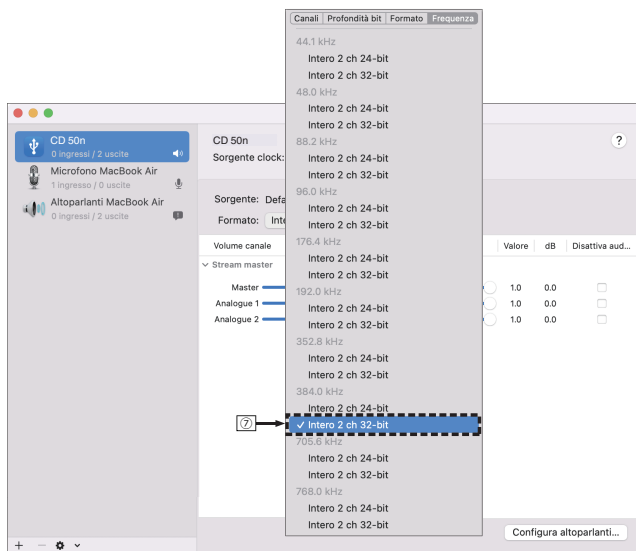 Canali Profondità bit Formato Frequenza
44.1 kHz
Intero 2 ch 24-bit
Intero 2 ch 32-bit
48.0 kHz
Intero 2 ch 24-bit
Intero 2 ch 32-bit
88.2 kHz
Intero 2 ch 24-bit
Intero 2 ch 32-bit
96.0 kHz
Intero 2 ch 24-bit
Intero 2 ch 32-bit
176.4 kHz
Intero 2 ch 24-bit
Intero 2 ch 32-bit
192.0 kHz
Intero 2 ch 24-bit
Intero 2 ch 32-bit
352.8 kHz
Intero 2 ch 24-bit
Intero 2 ch 32-bit
384.0 kHz
Intero 2 ch 24-bit
⑦
✓ Intero 2 ch 32-bit
705.6 kHz
Intero 2 ch 24-bit
Intero 2 ch 32-bit
768.0 kHz
Intero 2 ch 24-bit
Intero 2 ch 32-bit
CD 50n
0 ingressi / 2 uscite
Microfono MacBook Air
1 ingresso / 0 uscite
Altoparlanti MacBook Air
0 ingressi / 2 uscite
CD 50n
?
Sorgente clock:
Sorgente: Defa
Formato: Inte
Volume canale Valore dB Disattiva aud...
Stream master
Master 1.0 0.0
Analogue 1 1.0 0.0
Analogue 2 1.0 0.0
Configura altoparlanti...
+ −